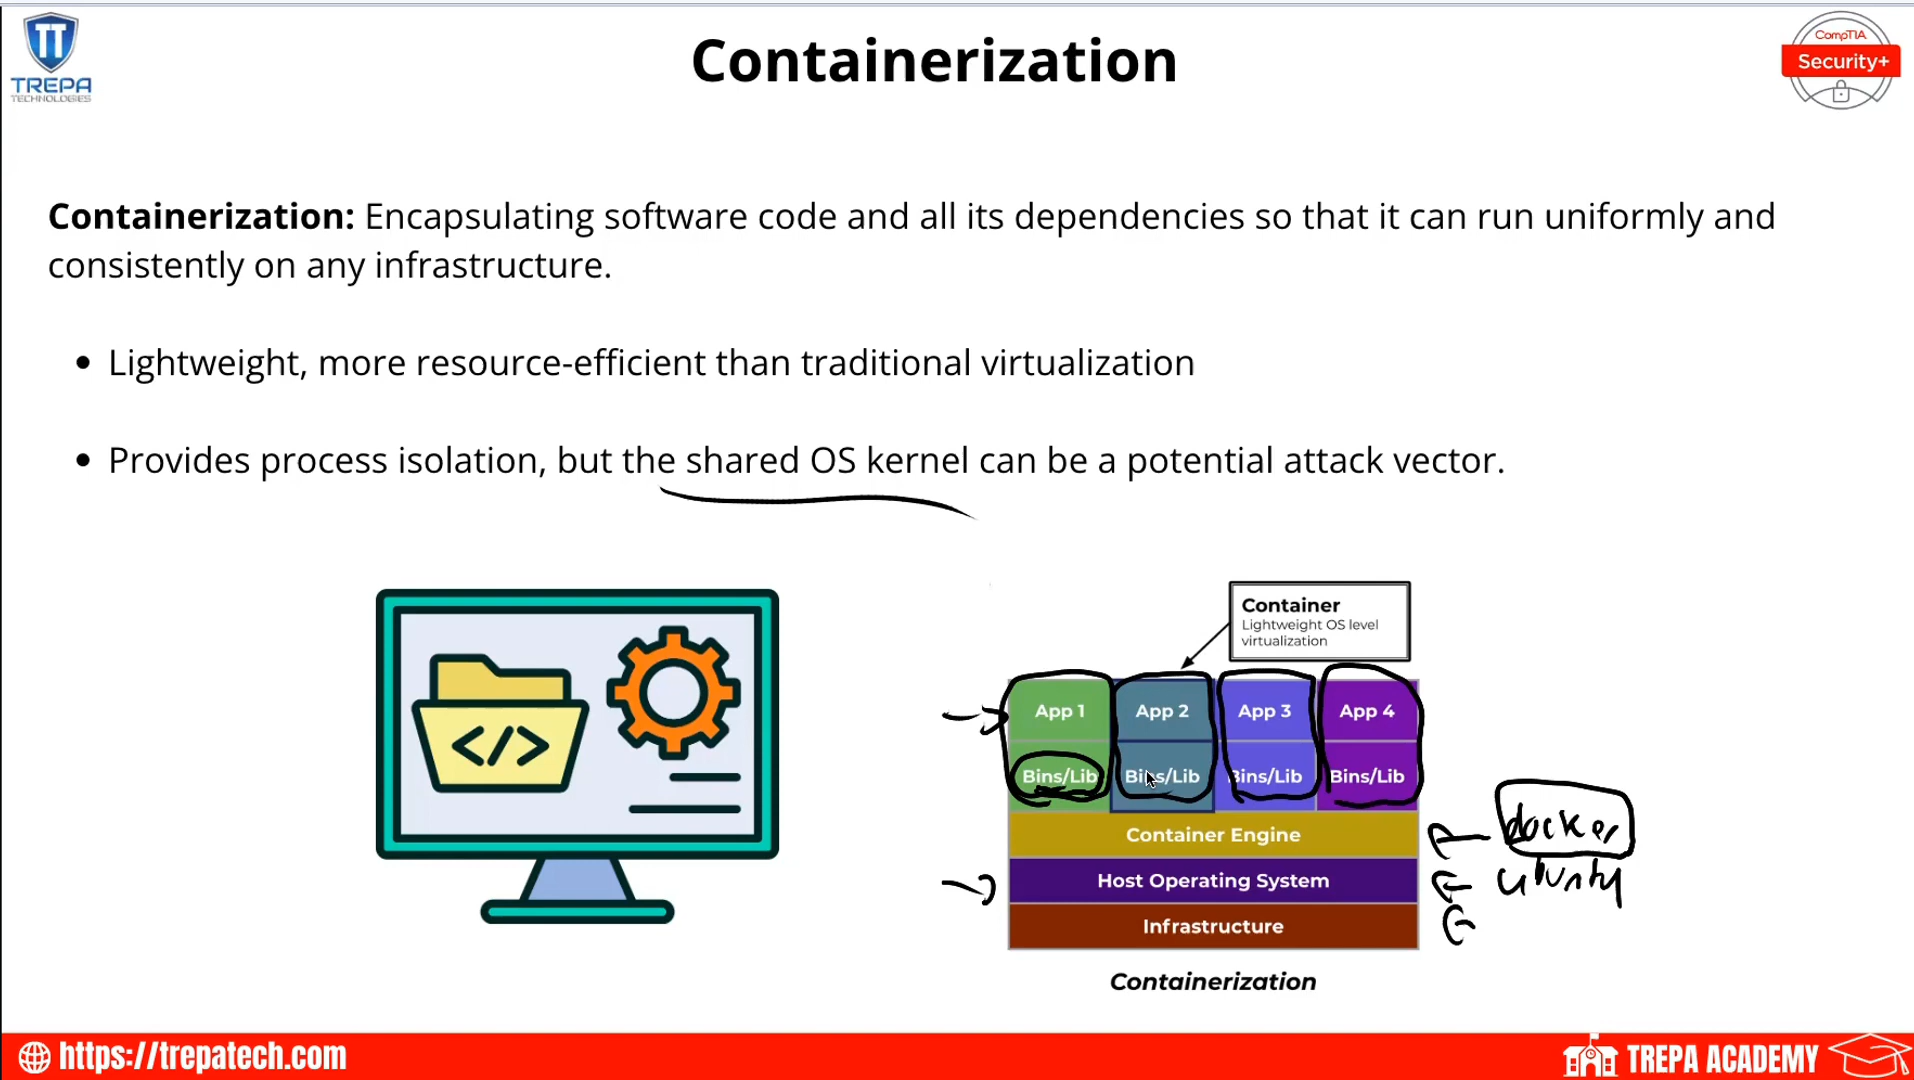 TT
TREPA
TECHNOLOGIES
Containerization
CompTIA
Security+
Containerization: Encapsulating software code and all its dependencies so that it can run uniformly and
consistently on any infrastructure.
• Lightweight, more resource-efficient than traditional virtualization
• Provides process isolation, but the shared OS kernel can be a potential attack vector.
</>
Container
Lightweight OS level
virtualization
App 1
App 2
App 3
App 4
Bins/Lib
Bins/Lib
Bins/Lib
Bins/Lib
Container Engine
docker
Host Operating System
Infrastructure
Containerization
https://trepatech.com
TREPA ACADEMY